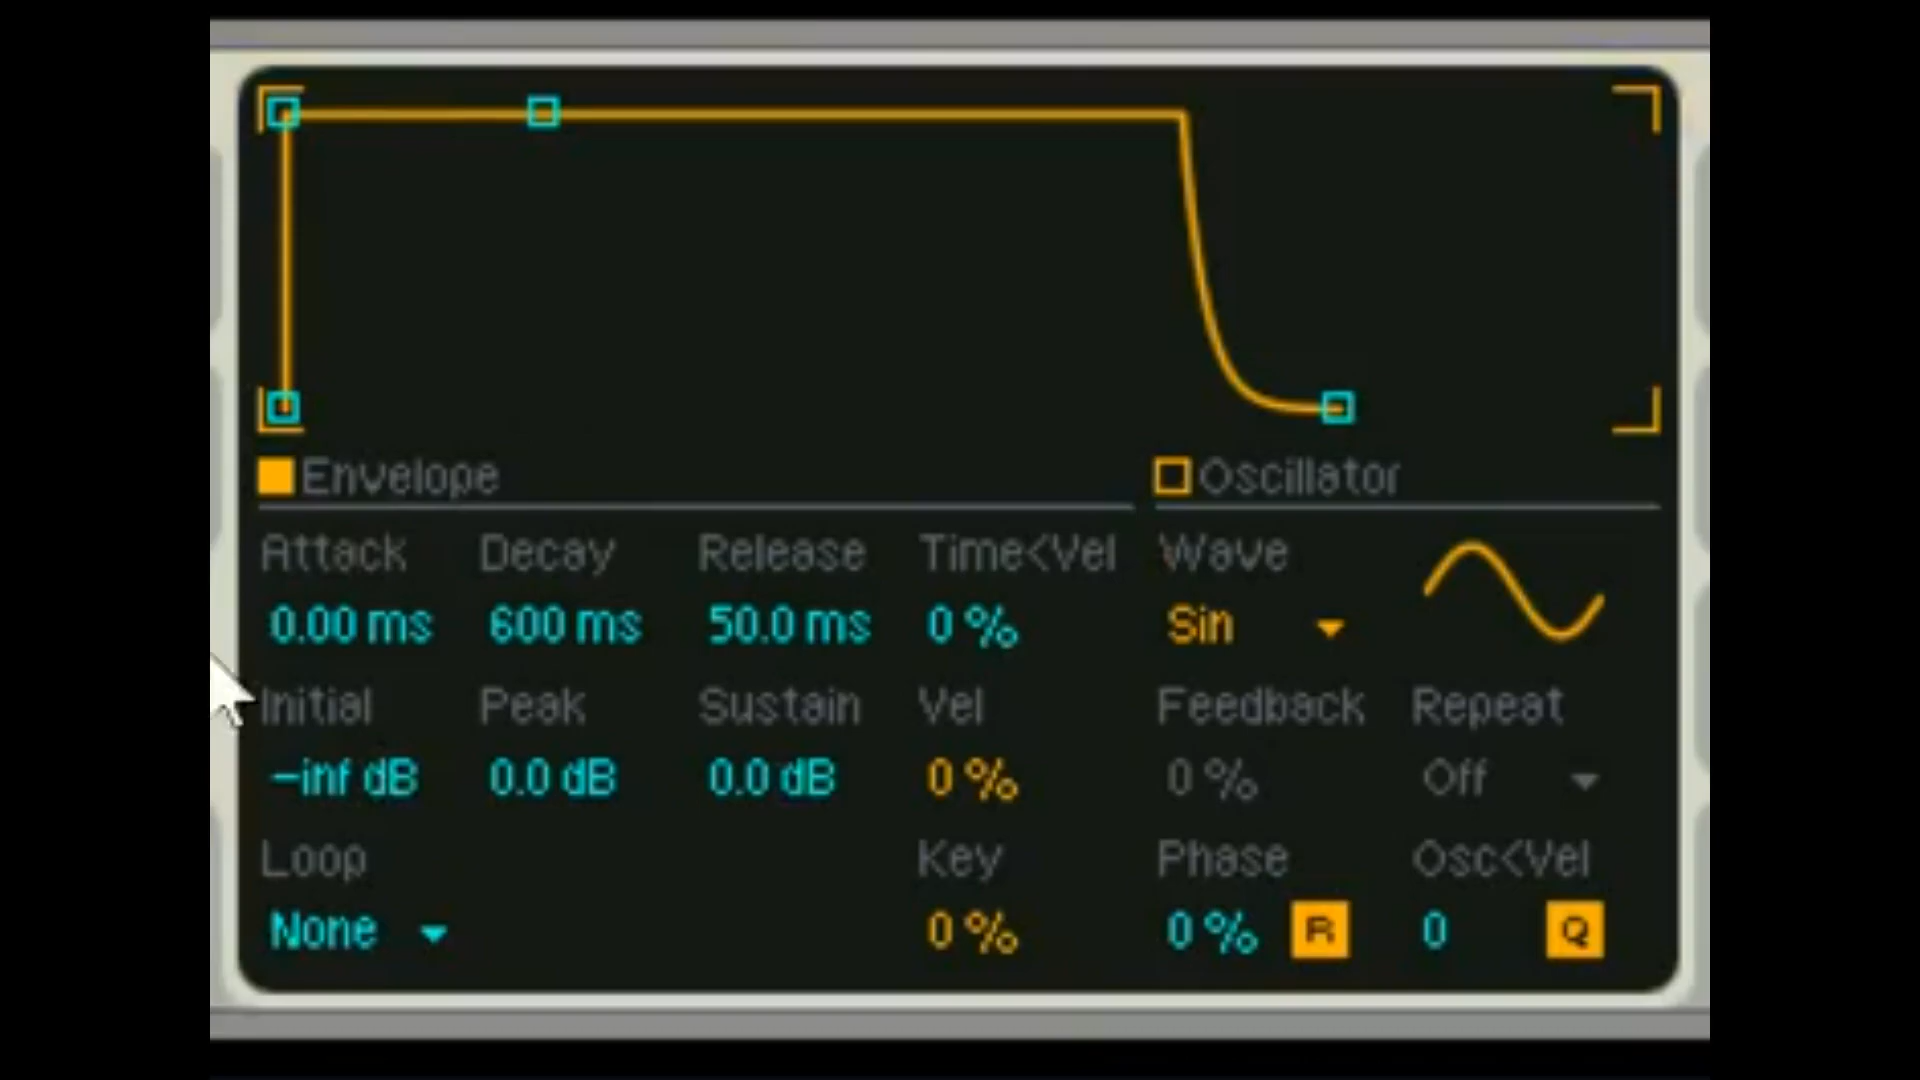 Envelope Oscillator
Attack Decay Release Time<Vel Wave
0.00 ms 600 ms 50.0 ms 0 % Sin
Initial Peak Sustain Vel Feedback Repeat
-inf dB 0.0 dB 0.0 dB 0 % 0 % Off
Loop Key Phase Osc<Vel
None 0 % 0 % R 0 Q